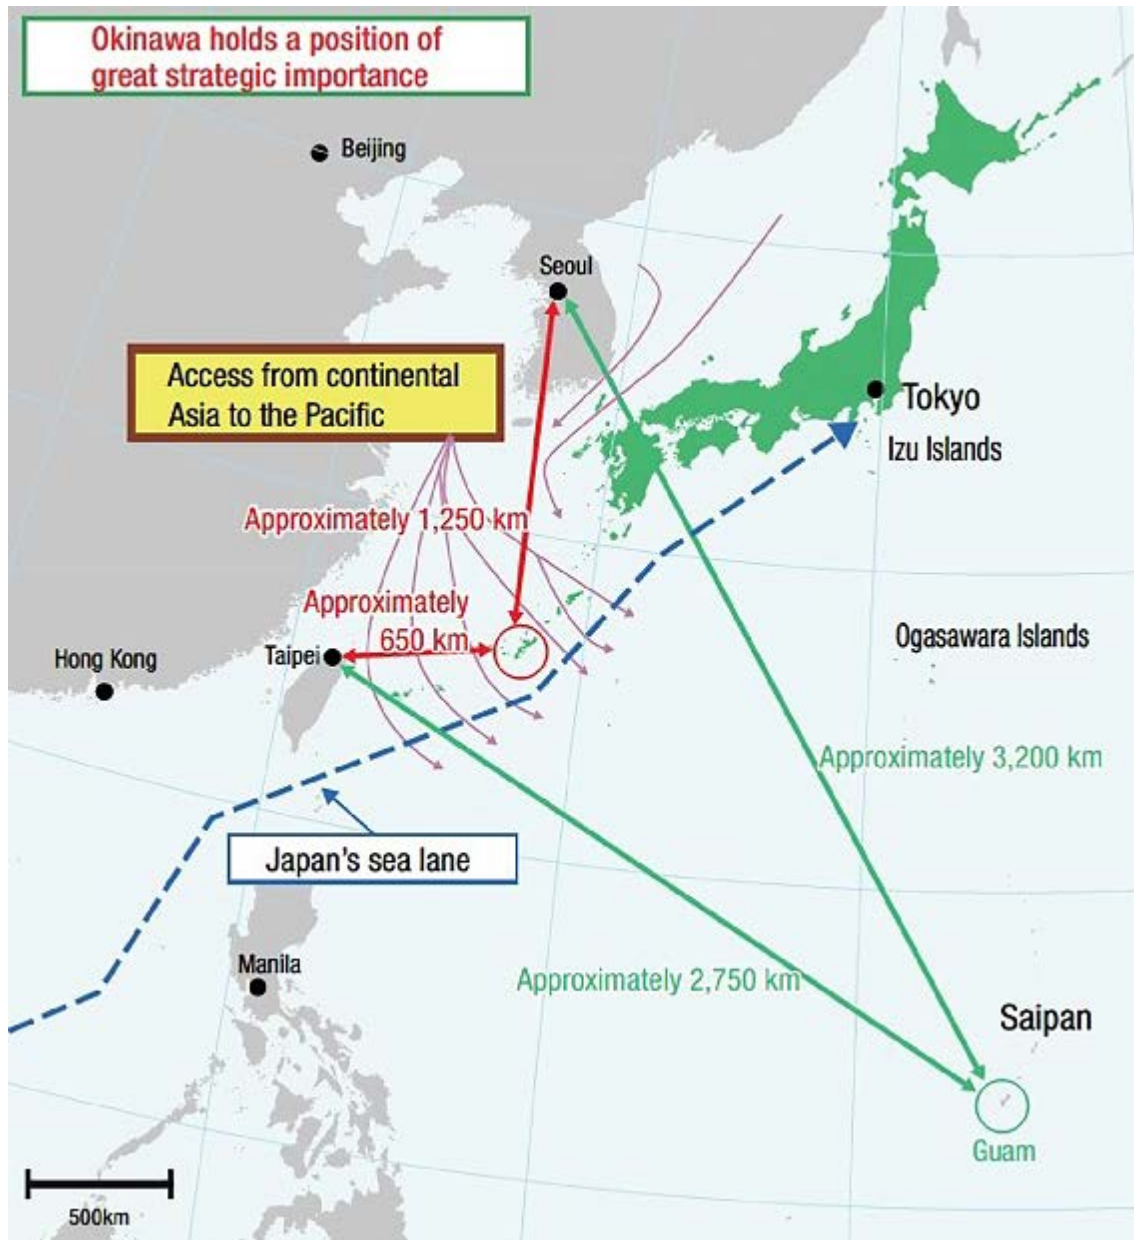 Okinawa holds a position of
great strategic importance
Beijing
Seoul
Access from continental
Asia to the Pacific
Tokyo
Izu Islands
Approximately 1,250 km
Approximately
650 km
Ogasawara Islands
Hong Kong
Taipei
Approximately 3,200 km
Japan's sea lane
Manila
Approximately 2,750 km
Saipan
Guam
500km